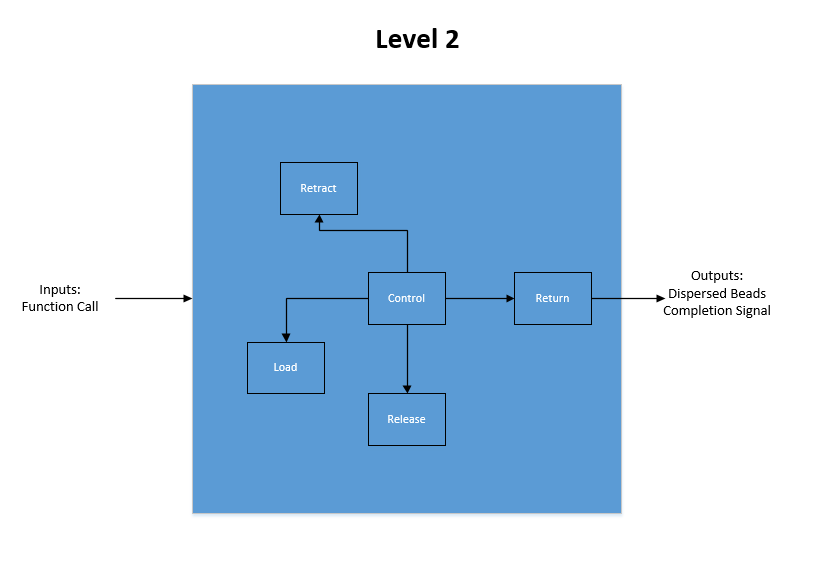 Level 2
Retract
Inputs:
Function Call
Control
Return
Outputs:
Dispersed Beads
Completion Signal
Load
Release